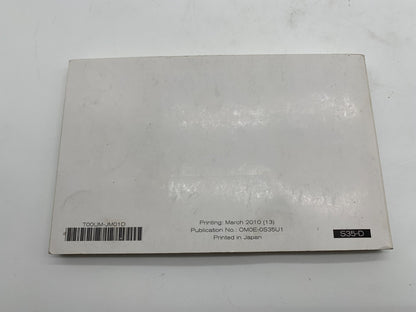 T00UM-JM01D
Printing: March 2010 (13)
Publication No.: OM0E-0S35U1
Printed in Japan
S35-D